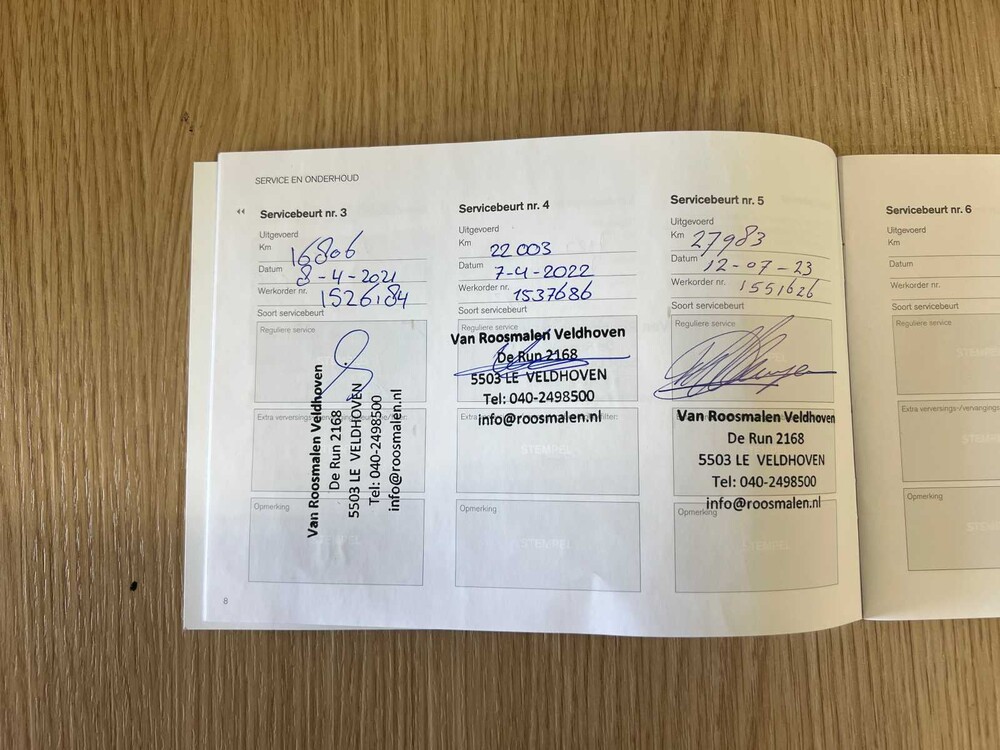 SERVICE EN ONDERHOUD
Servicebeurt nr. 3
Uitgevoerd
Km 16806
Datum 8-4-2021
Werkorder nr. 1526184
Soort servicebeurt
Reguliere service
Van Roosmalen Veldhoven
De Run 2168
5503 LE VELDHOVEN
Tel: 040-2498500
info@roosmalen.nl
Extra verversings-
Opmerking
Servicebeurt nr. 4
Uitgevoerd
Km 22 003
Datum 7-4-2022
Werkorder nr. 1537686
Soort servicebeurt
Reguliere service
Van Roosmalen Veldhoven
De Run 2168
5503 LE VELDHOVEN
Tel: 040-2498500
info@roosmalen.nl
STEMPEL
Opmerking
Servicebeurt nr. 5
Uitgevoerd
Km 27983
Datum 12-07-23
Werkorder nr. 1551626
Soort servicebeurt
Reguliere service
Van Roosmalen Veldhoven
De Run 2168
5503 LE VELDHOVEN
Tel: 040-2498500
info@roosmalen.nl
Opmerking
8
Servicebeurt nr. 6
Uitgevoerd
Km
Datum
Werkorder nr.
Soort servicebeurt
Reguliere service
Extra verversings-/vervangings
Opmerking